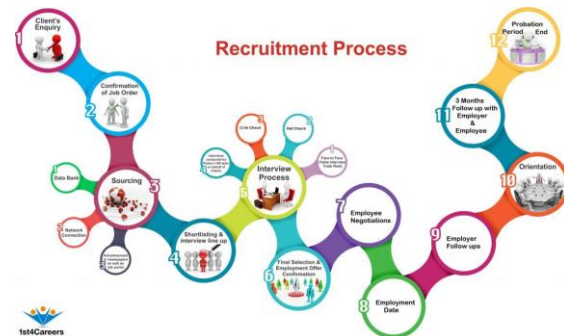 Recruitment Process
1
Client's
Enquiry
2
Confirmation
of Job Order
3
Sourcing
Data Bank
Network
Connection
Advertisement
4
Shortlisting &
interview line up
5
Interview
Process
Crim Check
Ref Check
Face to Face
6
Final Selection &
Employment Offer
Confirmation
7
Employee
Negotiations
8
Employment
Date
9
Employer
Follow ups
10
Orientation
11
3 Months
Follow up with
Employer
&
Employee
12
Probation
Period
End
1st4Careers